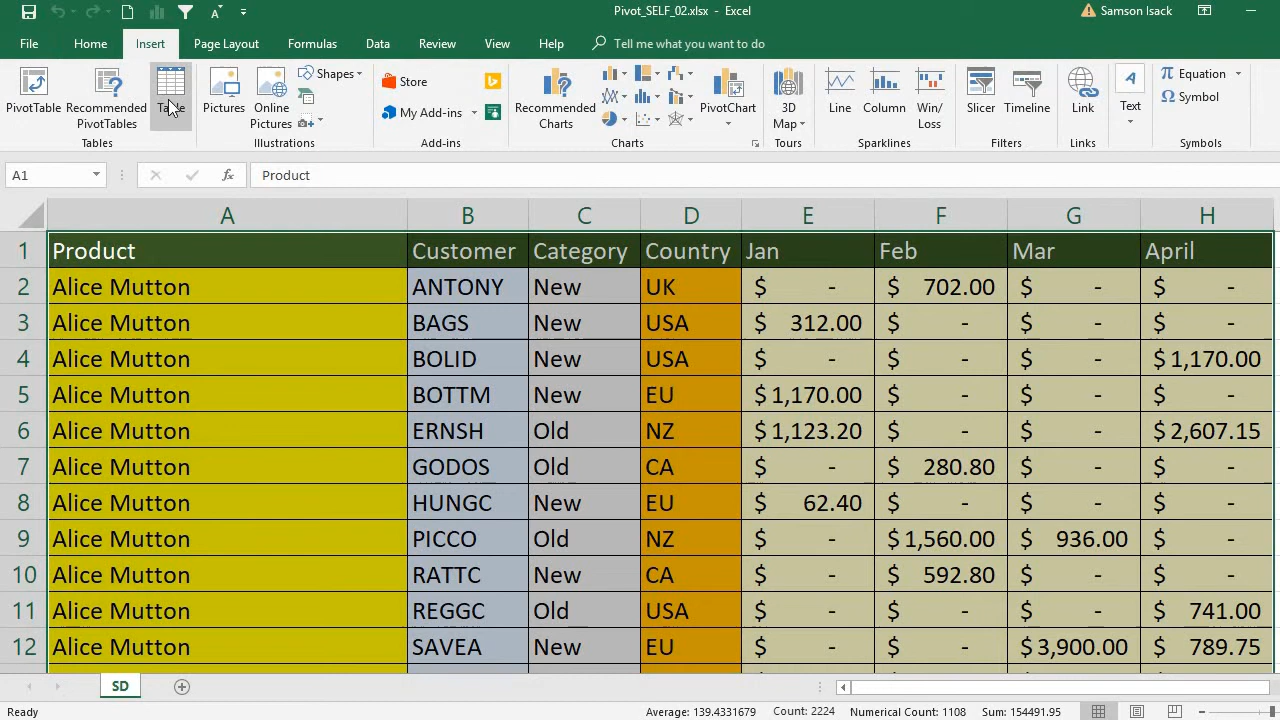 Pivot_SELF_02.xlsx - Excel
Samson Isack
File Home Insert Page Layout Formulas Data Review View Help Tell me what you want to do
PivotTable
Recommended
PivotTables
Table
Tables
Pictures
Online
Pictures
Shapes
Illustrations
Store
My Add-ins
Add-ins
Recommended
Charts
PivotChart
Charts
3D
Map
Tours
Line
Column
Win/
Loss
Sparklines
Slicer
Timeline
Filters
Link
Links
A
Text
Equation
Symbol
Symbols
A1 fx Product
A B C D E F G H
1 Product Customer Category Country Jan Feb Mar April
2 Alice Mutton ANTONY New UK $ - $ 702.00 $ - $ -
3 Alice Mutton BAGS New USA $ 312.00 $ - $ - $ -
4 Alice Mutton BOLID New USA $ - $ - $ - $ 1,170.00
5 Alice Mutton BOTTM New EU $ 1,170.00 $ - $ - $ -
6 Alice Mutton ERNSH Old NZ $ 1,123.20 $ - $ - $ 2,607.15
7 Alice Mutton GODOS Old CA $ - $ 280.80 $ - $ -
8 Alice Mutton HUNGC New EU $ 62.40 $ - $ - $ -
9 Alice Mutton PICCO Old NZ $ - $ 1,560.00 $ 936.00 $ -
10 Alice Mutton RATTC New CA $ - $ 592.80 $ - $ -
11 Alice Mutton REGGC Old USA $ - $ - $ - $ 741.00
12 Alice Mutton SAVEA New EU $ - $ - $ 3,900.00 $ 789.75
SD
Ready Average: 139.4331679 Count: 2224 Numerical Count: 1108 Sum: 154491.95